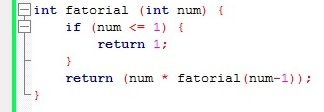 int fatorial (int num) {
    if (num <= 1) {
        return 1;
    }
    return (num * fatorial(num-1));
}